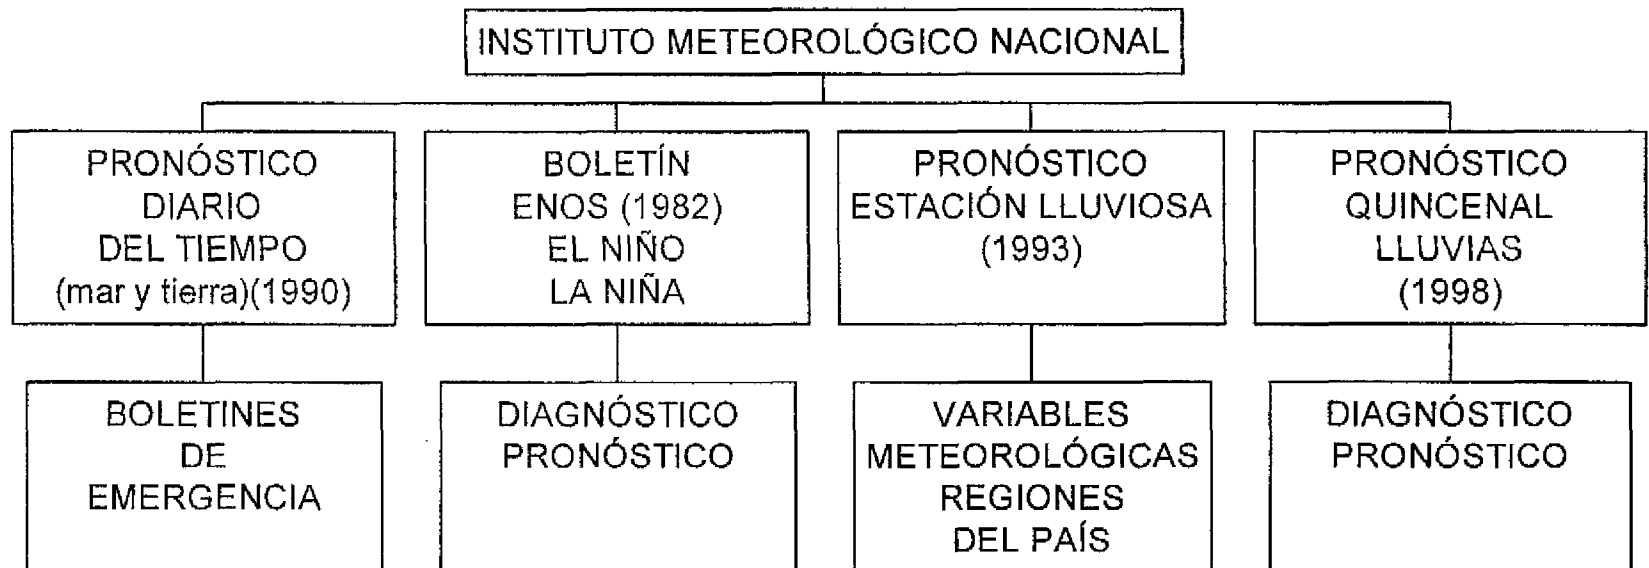 INSTITUTO METEOROLÓGICO NACIONAL
PRONÓSTICO
DIARIO
DEL TIEMPO
(mar y tierra)(1990)
BOLETÍN
ENOS (1982)
EL NIÑO
LA NIÑA
PRONÓSTICO
ESTACIÓN LLUVIOSA
(1993)
PRONÓSTICO
QUINCENAL
LLUVIAS
(1998)
BOLETINES
DE
EMERGENCIA
DIAGNÓSTICO
PRONÓSTICO
VARIABLES
METEOROLÓGICAS
REGIONES
DEL PAÍS
DIAGNÓSTICO
PRONÓSTICO